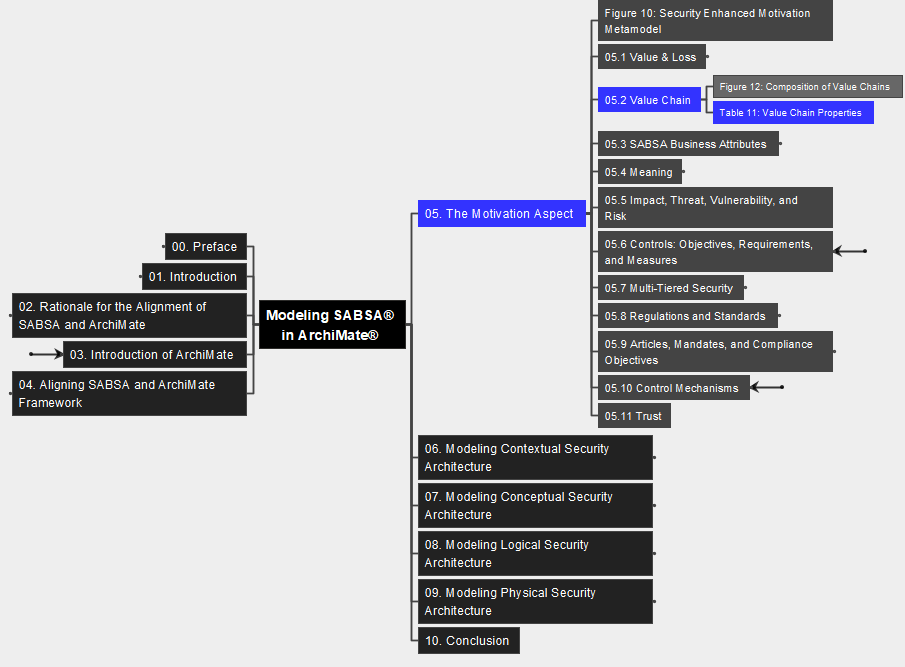 Modeling SABSA®
in ArchiMate®
00. Preface
01. Introduction
02. Rationale for the Alignment of
SABSA and ArchiMate
03. Introduction of ArchiMate
04. Aligning SABSA and ArchiMate
Framework
05. The Motivation Aspect
Figure 10: Security Enhanced Motivation
Metamodel
05.1 Value & Loss
05.2 Value Chain
Figure 12: Composition of Value Chains
Table 11: Value Chain Properties
05.3 SABSA Business Attributes
05.4 Meaning
05.5 Impact, Threat, Vulnerability, and
Risk
05.6 Controls: Objectives, Requirements,
and Measures
05.7 Multi-Tiered Security
05.8 Regulations and Standards
05.9 Articles, Mandates, and Compliance
Objectives
05.10 Control Mechanisms
05.11 Trust
06. Modeling Contextual Security
Architecture
07. Modeling Conceptual Security
Architecture
08. Modeling Logical Security
Architecture
09. Modeling Physical Security
Architecture
10. Conclusion